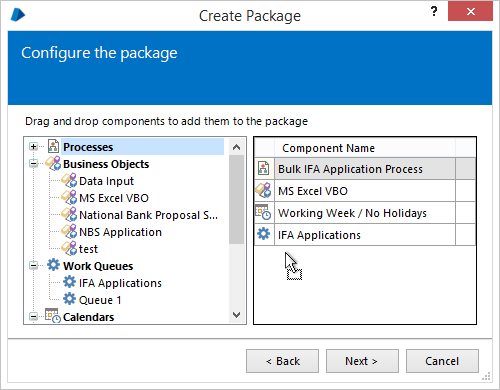 Create Package
?
Configure the package
Drag and drop components to add them to the package
Processes
Business Objects
Data Input
MS Excel VBO
National Bank Proposal S...
NBS Application
test
Work Queues
IFA Applications
Queue 1
Calendars
Component Name
Bulk IFA Application Process
MS Excel VBO
Working Week / No Holidays
IFA Applications
< Back
Next >
Cancel